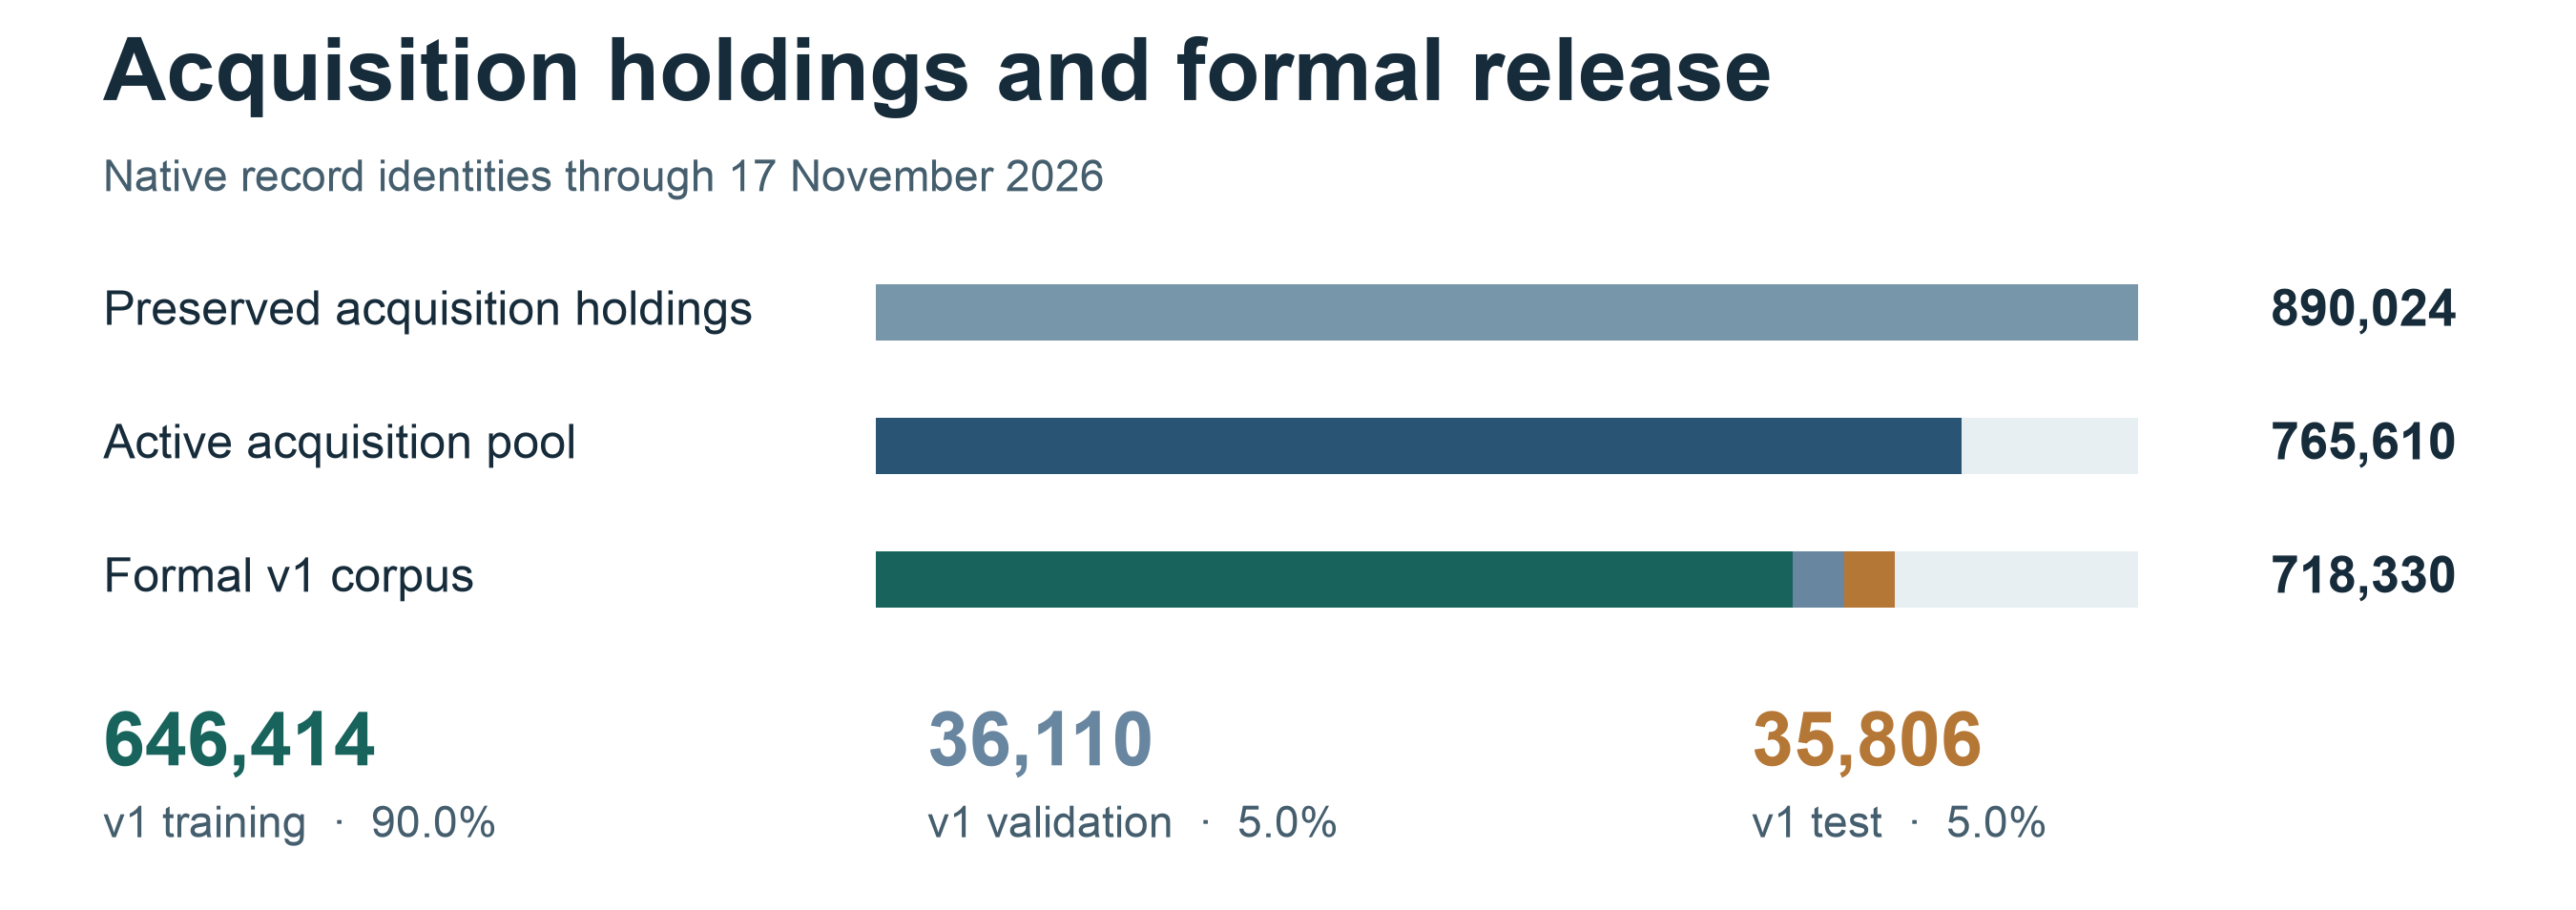 Acquisition holdings and formal release
Native record identities through 17 November 2026
Preserved acquisition holdings 890,024
Active acquisition pool 765,610
Formal v1 corpus 718,330
646,414 36,110 35,806
v1 training · 90.0% v1 validation · 5.0% v1 test · 5.0%